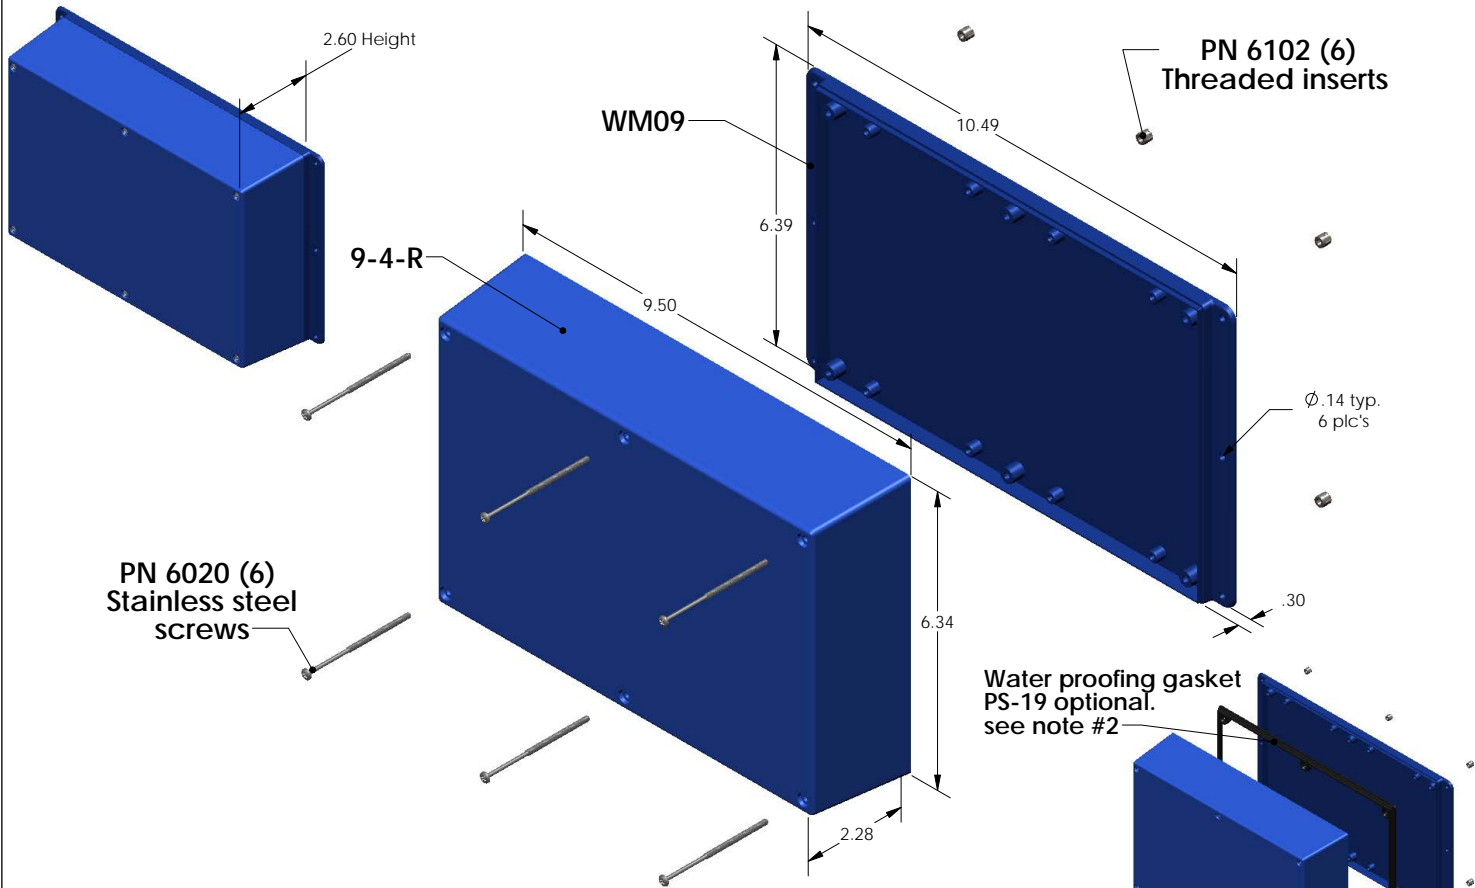 2.60 Height
PN 6102 (6)
Threaded inserts
WM09
10.49
6.39
9-4-R
9.50
Ø.14 typ.
6 plc's
PN 6020 (6)
Stainless steel
screws
6.34
.30
Water proofing gasket
PS-19 optional.
see note #2
2.28